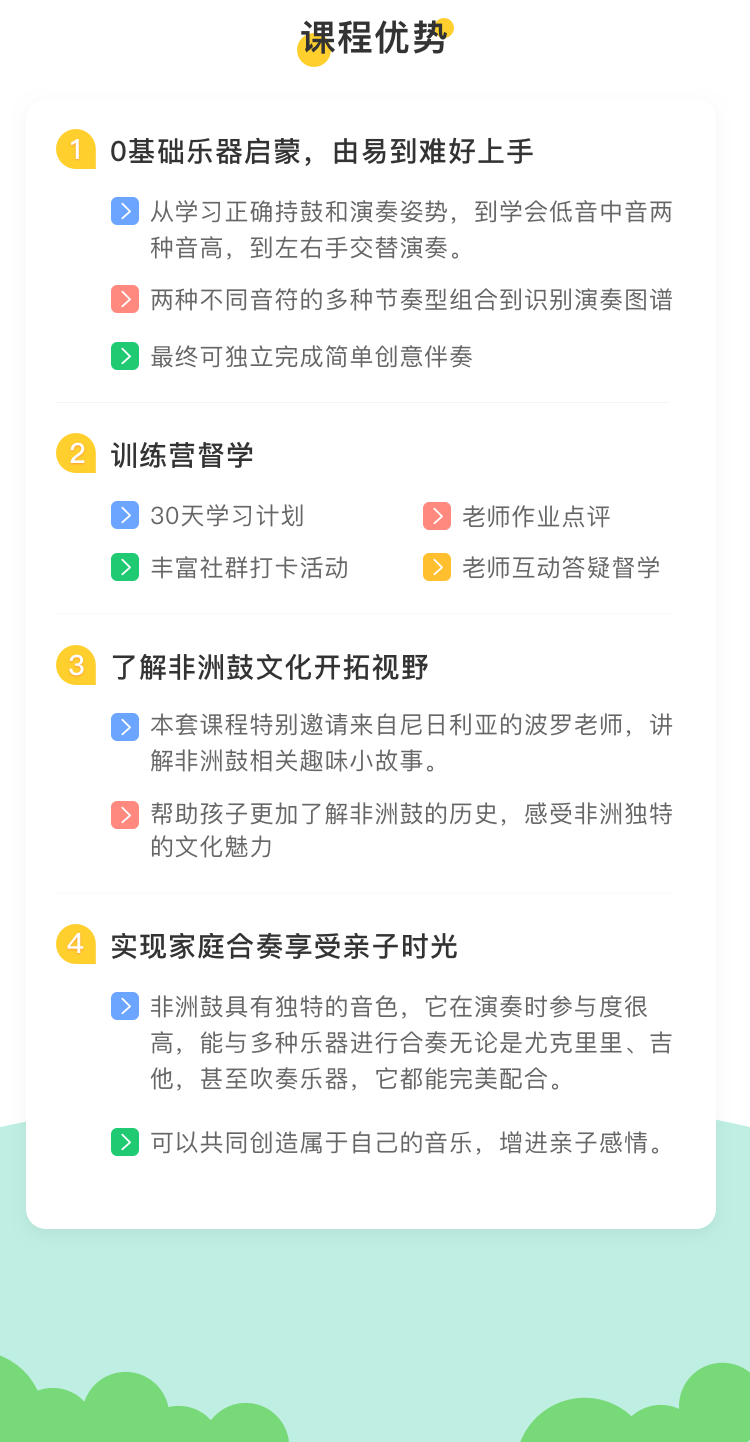 课程优势
1 0基础乐器启蒙，由易到难好上手
从学习正确持鼓和演奏姿势，到学会低音中音两
种音高，到左右手交替演奏。
两种不同音符的多种节奏型组合到识别演奏图谱
最终可独立完成简单创意伴奏
2 训练营督学
30天学习计划
老师作业点评
丰富社群打卡活动
老师互动答疑督学
3 了解非洲鼓文化开拓视野
本套课程特别邀请来自尼日利亚的波罗老师，讲
解非洲鼓相关趣味小故事。
帮助孩子更加了解非洲鼓的历史，感受非洲独特
的文化魅力
4 实现家庭合奏享受亲子时光
非洲鼓具有独特的音色，它在演奏时参与度很
高，能与多种乐器进行合奏无论是尤克里里、吉
他，甚至吹奏乐器，它都能完美配合。
可以共同创造属于自己的音乐，增进亲子感情。